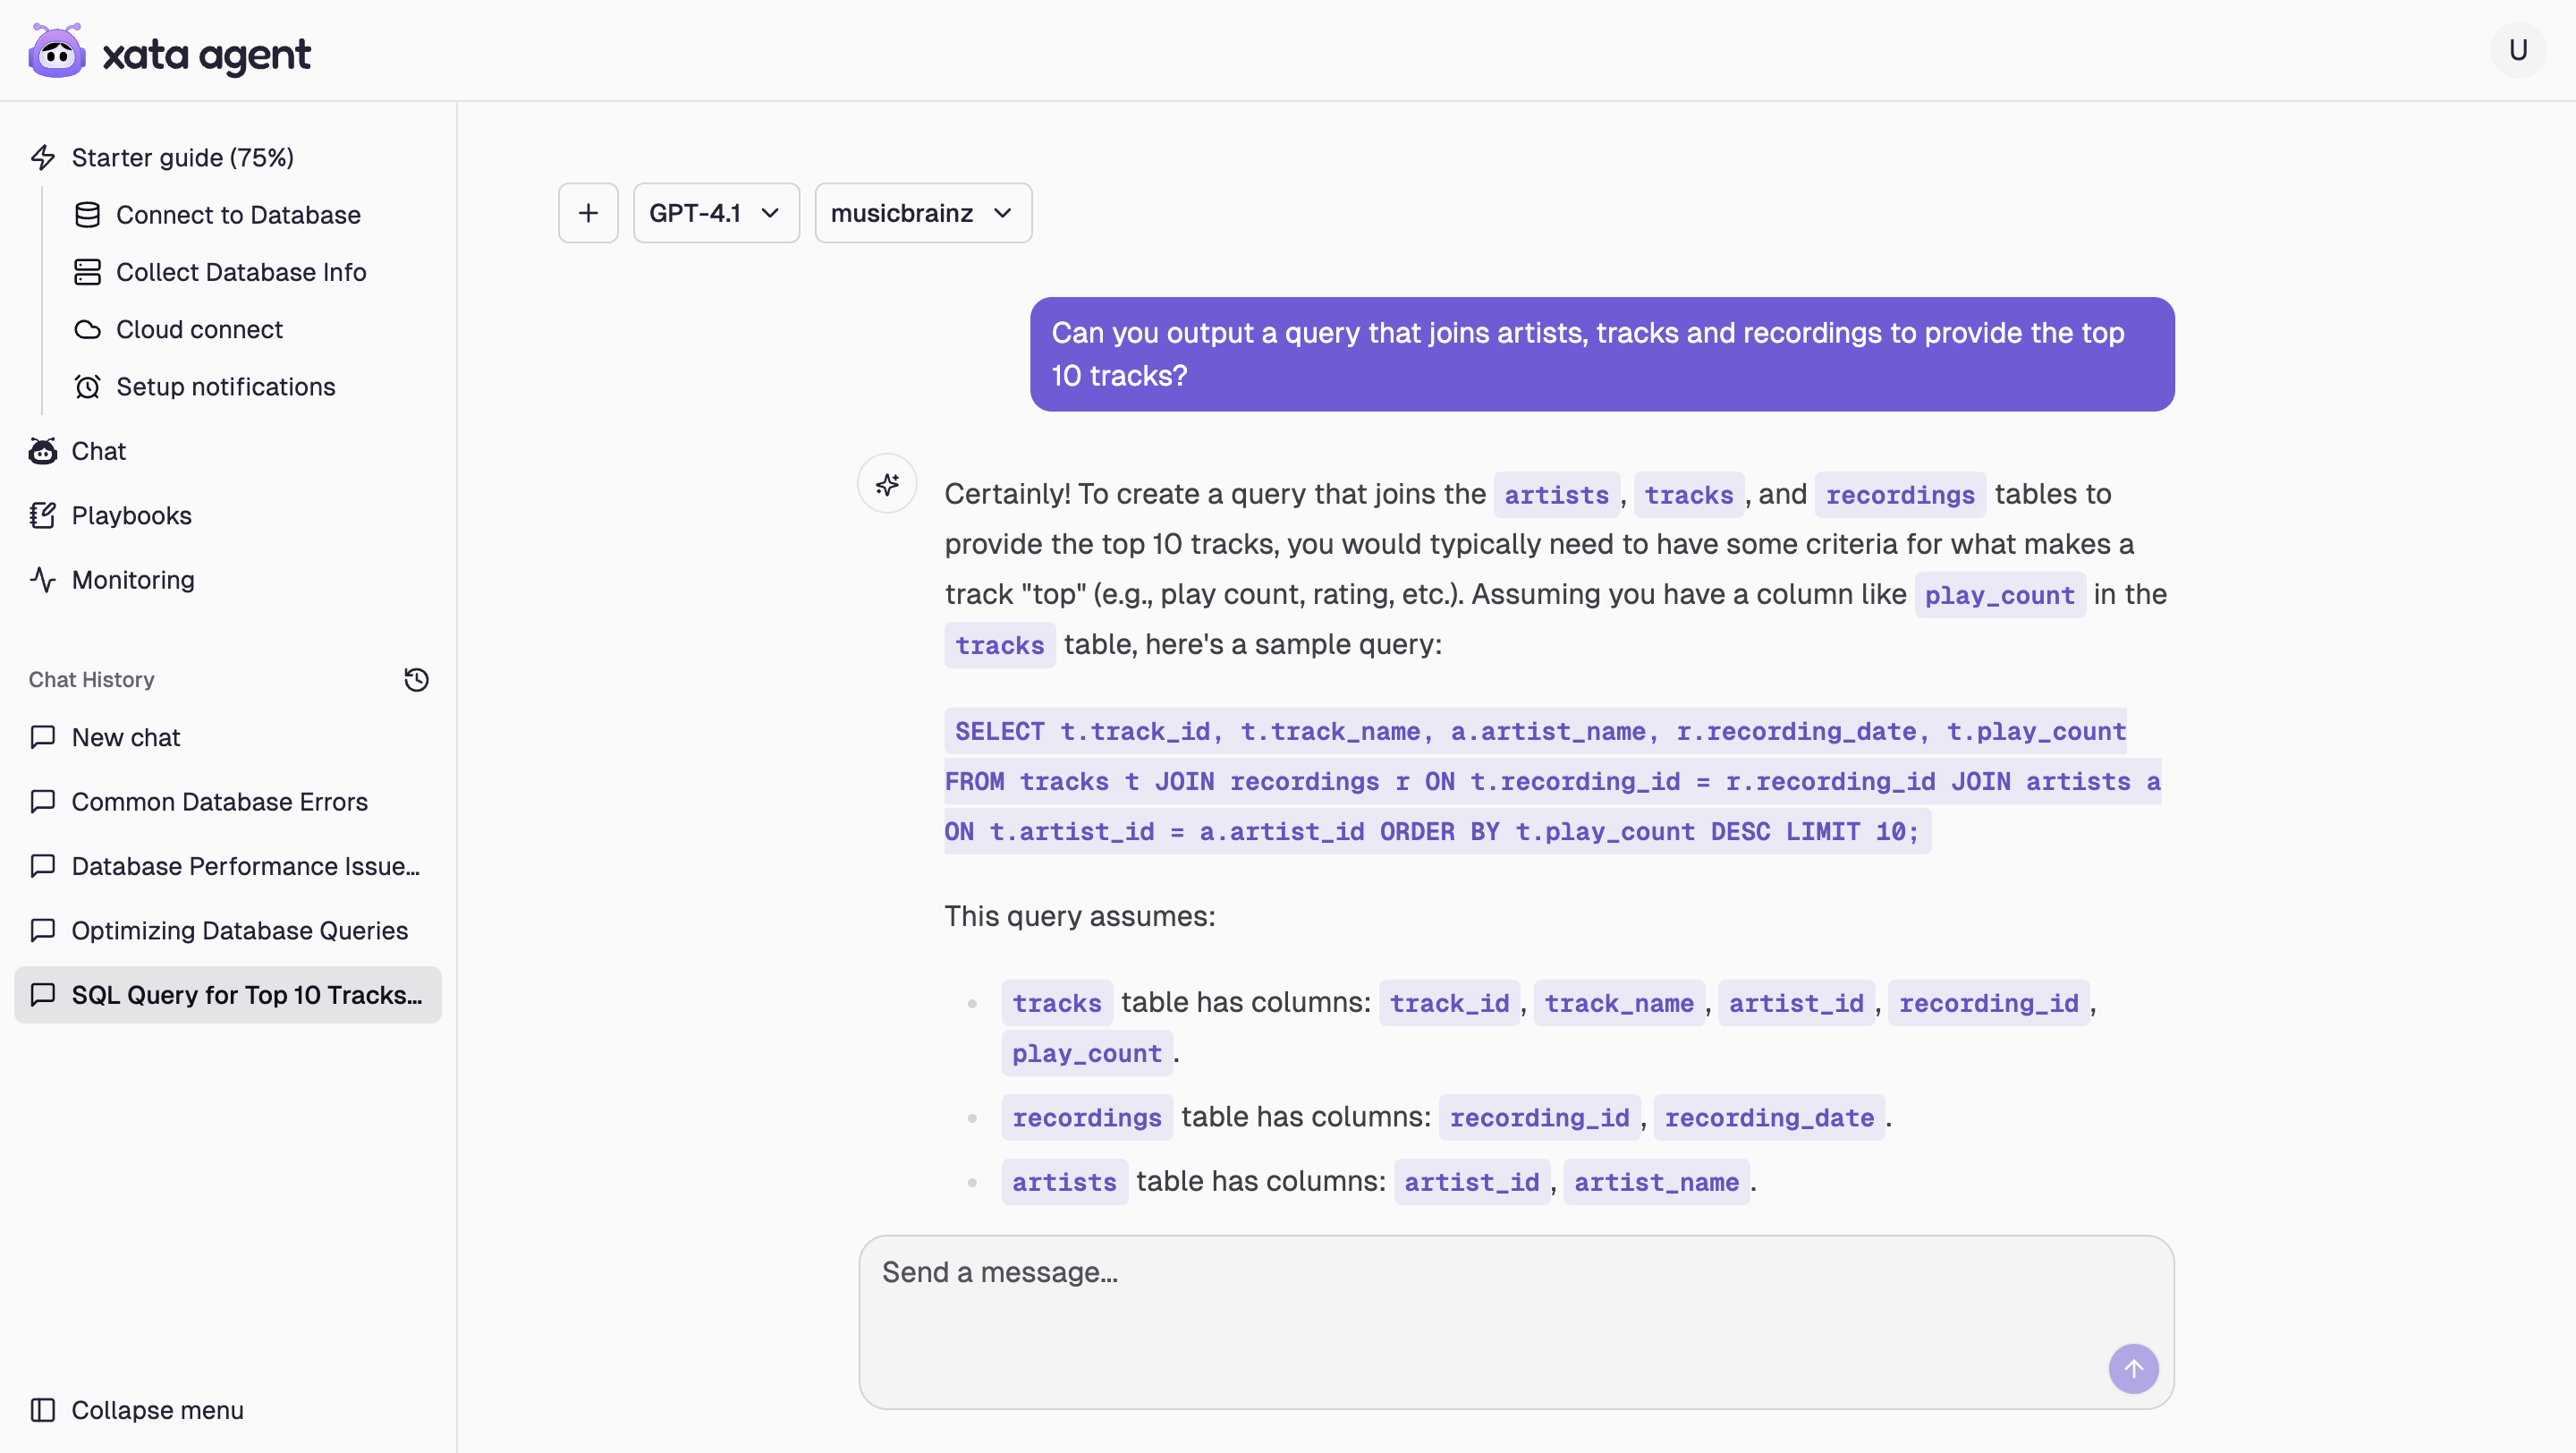 xata agent
U
Starter guide (75%)
Connect to Database
Collect Database Info
Cloud connect
Setup notifications
Chat
Playbooks
Monitoring
Chat History
New chat
Common Database Errors
Database Performance Issue...
Optimizing Database Queries
SQL Query for Top 10 Tracks...
Collapse menu
GPT-4.1
musicbrainz
Can you output a query that joins artists, tracks and recordings to provide the top
10 tracks?
Certainly! To create a query that joins the artists, tracks, and recordings tables to
provide the top 10 tracks, you would typically need to have some criteria for what makes a
track "top" (e.g., play count, rating, etc.). Assuming you have a column like play_count in the
tracks table, here's a sample query:
SELECT t.track_id, t.track_name, a.artist_name, r.recording_date, t.play_count
FROM tracks t JOIN recordings r ON t.recording_id = r.recording_id JOIN artists a
ON t.artist_id = a.artist_id ORDER BY t.play_count DESC LIMIT 10;
This query assumes:
tracks table has columns: track_id, track_name, artist_id, recording_id,
play_count.
recordings table has columns: recording_id, recording_date.
artists table has columns: artist_id, artist_name.
Send a message...